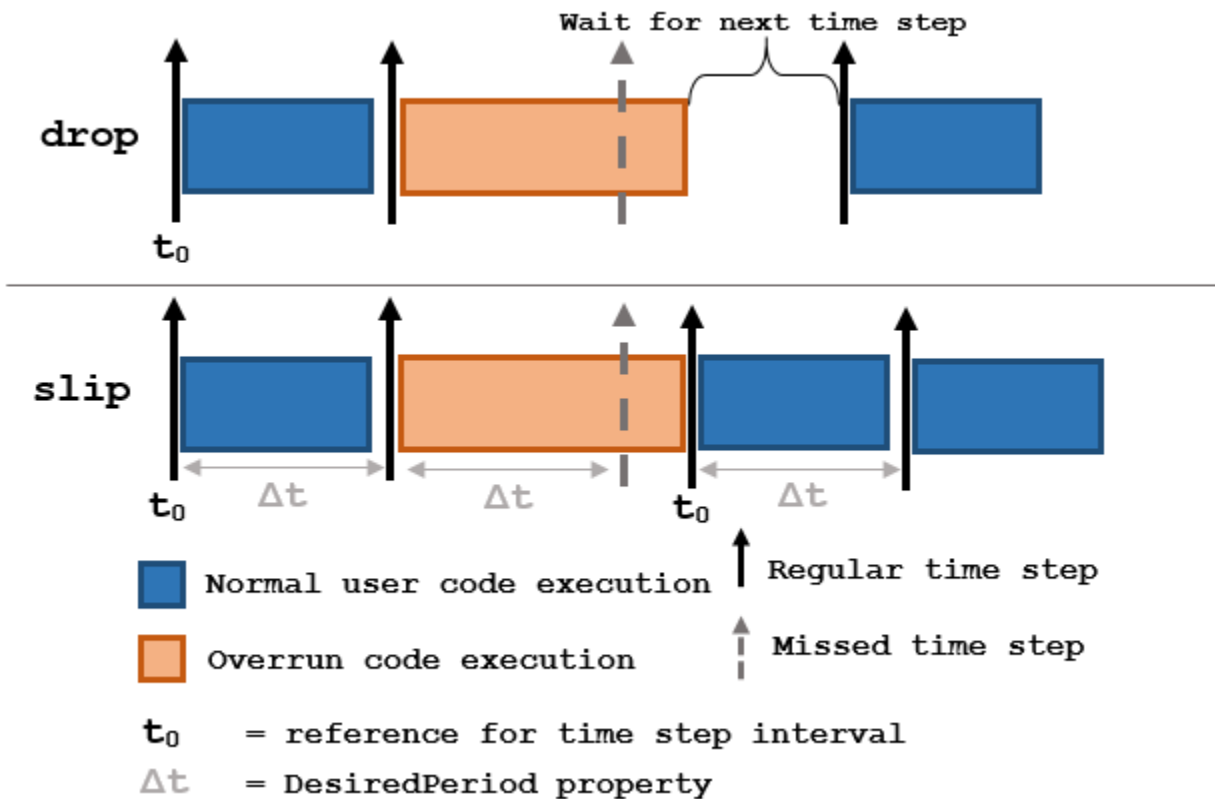 Wait for next time step
drop
t₀
slip
Δt
Δt
Δt
t₀
t₀
Normal user code execution
Regular time step
Overrun code execution
Missed time step
t₀ = reference for time step interval
Δt = DesiredPeriod property